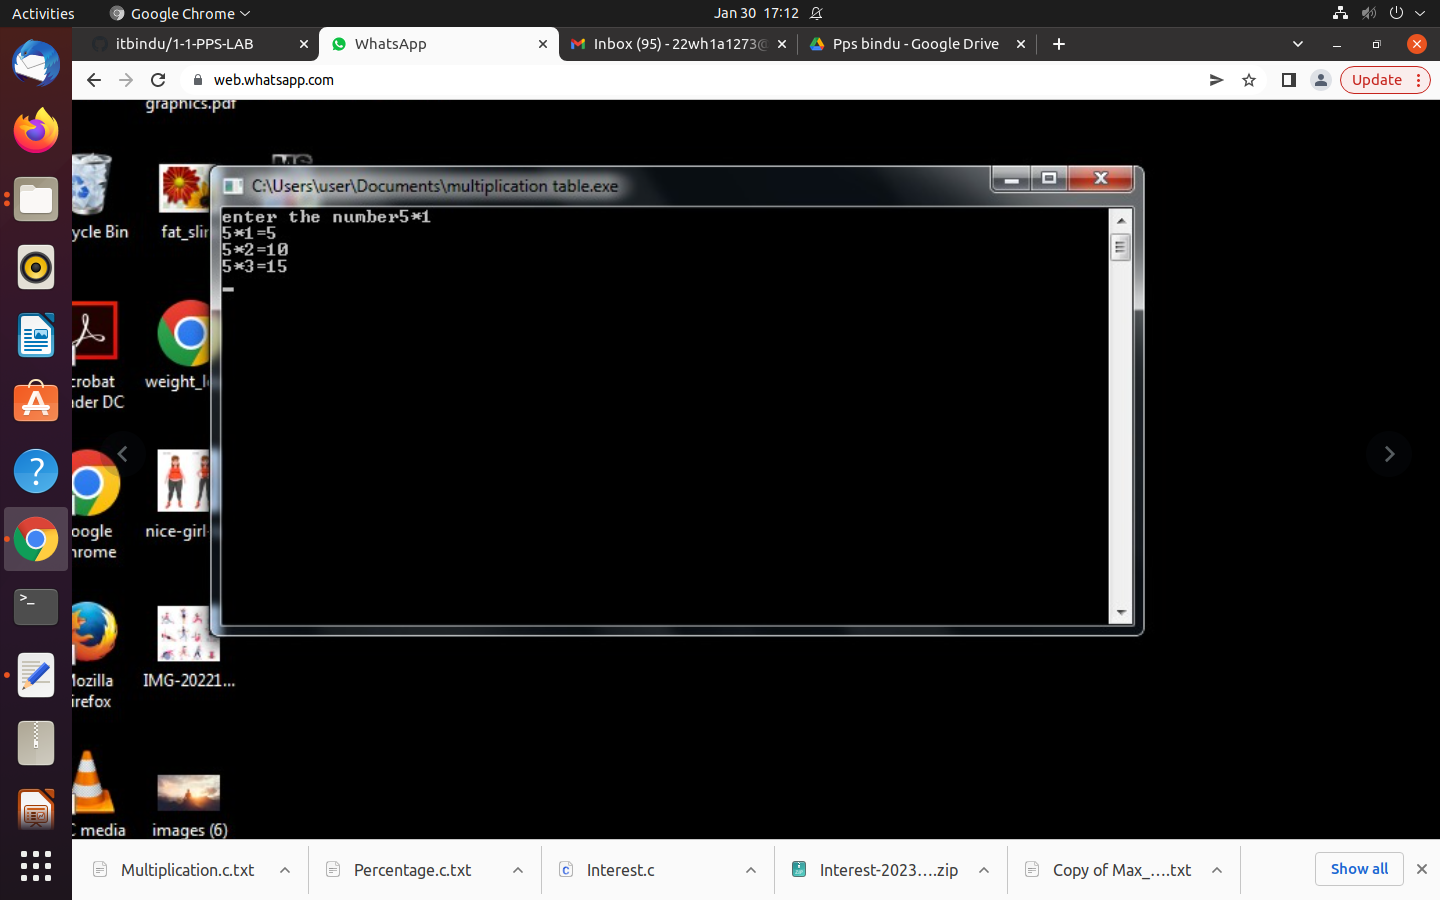 Activities
Google Chrome
Jan 30 17:12
itbindu/1-1-PPS-LAB
WhatsApp
Inbox (95) - 22wh1a1273@
Pps bindu - Google Drive
web.whatsapp.com
Update
graphics.pdf
C:\Users\user\Documents\multiplication table.exe
enter the number5*1
5*1=5
5*2=10
5*3=15
ycle Bin
fat_slir
crobat
der DC
weight_l
oogle
rome
nice-girl-
Mozilla
irefox
IMG-20221...
C media
images (6)
Multiplication.c.txt
Percentage.c.txt
Interest.c
Interest-2023....zip
Copy of Max_....txt
Show all